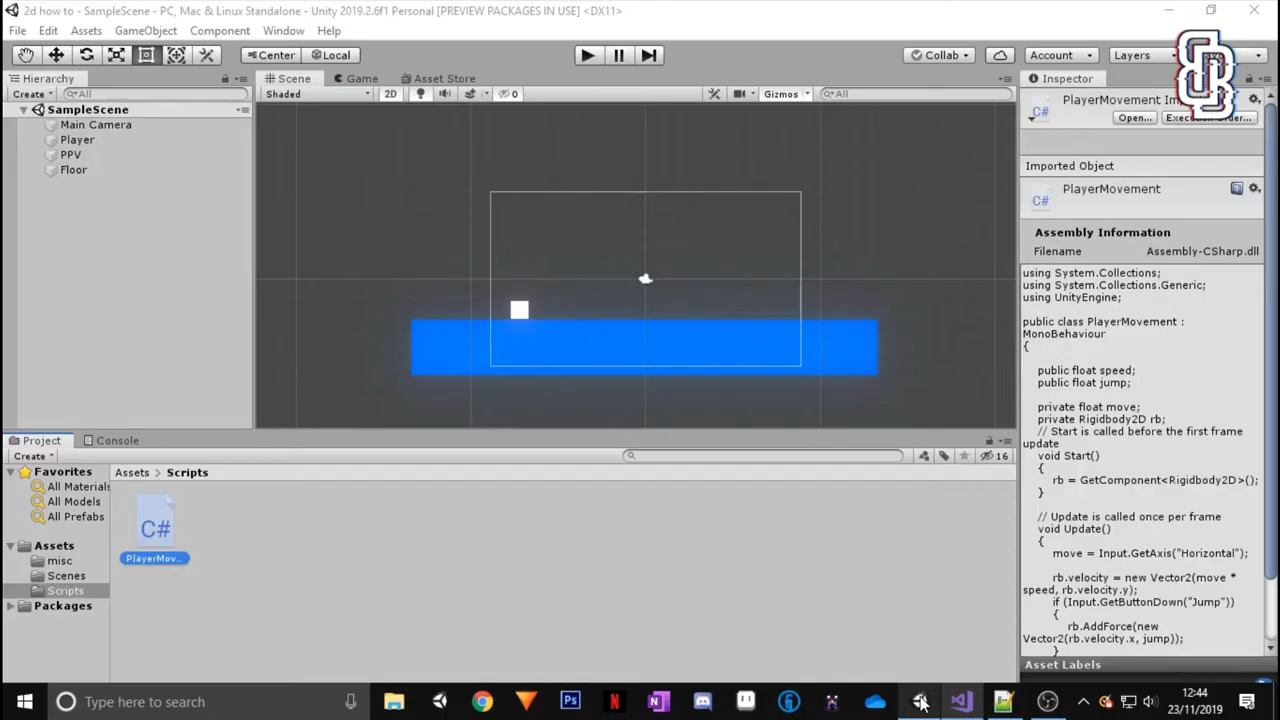 2d how to - SampleScene - PC, Mac & Linux Standalone - Unity 2019.2.6f1 Personal [PREVIEW PACKAGES IN USE] <DX11>
File Edit Assets GameObject Component Window Help
Center Local Collab Account Layers
Hierarchy Scene Game Asset Store Inspector
Create All Shaded 2D 0 Gizmos All
SampleScene
Main Camera
Player
PPV
Floor
PlayerMovement
Open... Execution Order...
Imported Object
C# PlayerMovement
Assembly Information
Filename Assembly-CSharp.dll
using System.Collections;
using System.Collections.Generic;
using UnityEngine;
public class PlayerMovement :
MonoBehaviour
{
public float speed;
public float jump;
private float move;
private Rigidbody2D rb;
// Start is called before the first frame
update
void Start()
{
rb = GetComponent<Rigidbody2D>();
}
// Update is called once per frame
void Update()
{
move = Input.GetAxis("Horizontal");
rb.velocity = new Vector2(move *
speed, rb.velocity.y);
if (Input.GetButtonDown("Jump"))
{
rb.AddForce(new
Vector2(rb.velocity.x, jump));
}
Asset Labels
Project Console
Create 16
Favorites
All Materials
All Models
All Prefabs
Assets
misc
Scenes
Scripts
Packages
Assets > Scripts
C#
PlayerMov...
Type here to search
12:44
23/11/2019